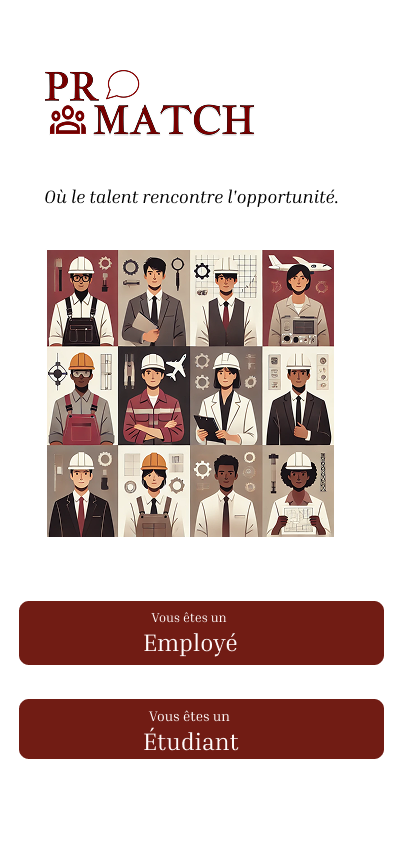 PR
MATCH
Où le talent rencontre l'opportunité.
Vous êtes un
Employé
Vous êtes un
Étudiant